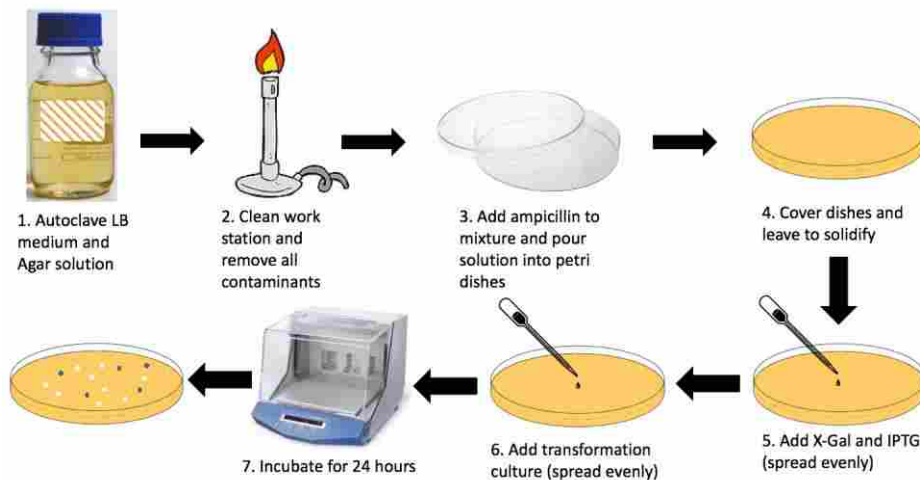 1. Autoclave LB
medium and
Agar solution
2. Clean work
station and
remove all
contaminants
3. Add ampicillin to
mixture and pour
solution into petri
dishes
4. Cover dishes and
leave to solidify
5. Add X-Gal and IPTG
(spread evenly)
6. Add transformation
culture (spread evenly)
7. Incubate for 24 hours